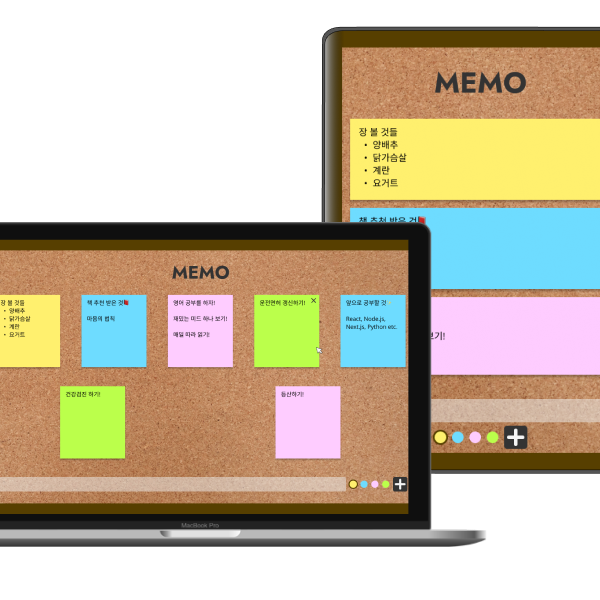 MEMO
장 볼 것들
• 양배추
• 닭가슴살
• 계란
• 요거트
책 추천 받은 것
보기!
MEMO
장 볼 것들
• 양배추
• 닭가슴살
• 계란
• 요거트
책 추천 받은 것
마음의 법칙
영어 공부를 하자!
재밌는 미드 하나 보기!
매일 따라 읽기!
운전면허 갱신하기!
앞으로 공부할 것
React, Node.js,
Next.js, Python etc.
건강검진 하기!
등산하기!
MacBook Pro